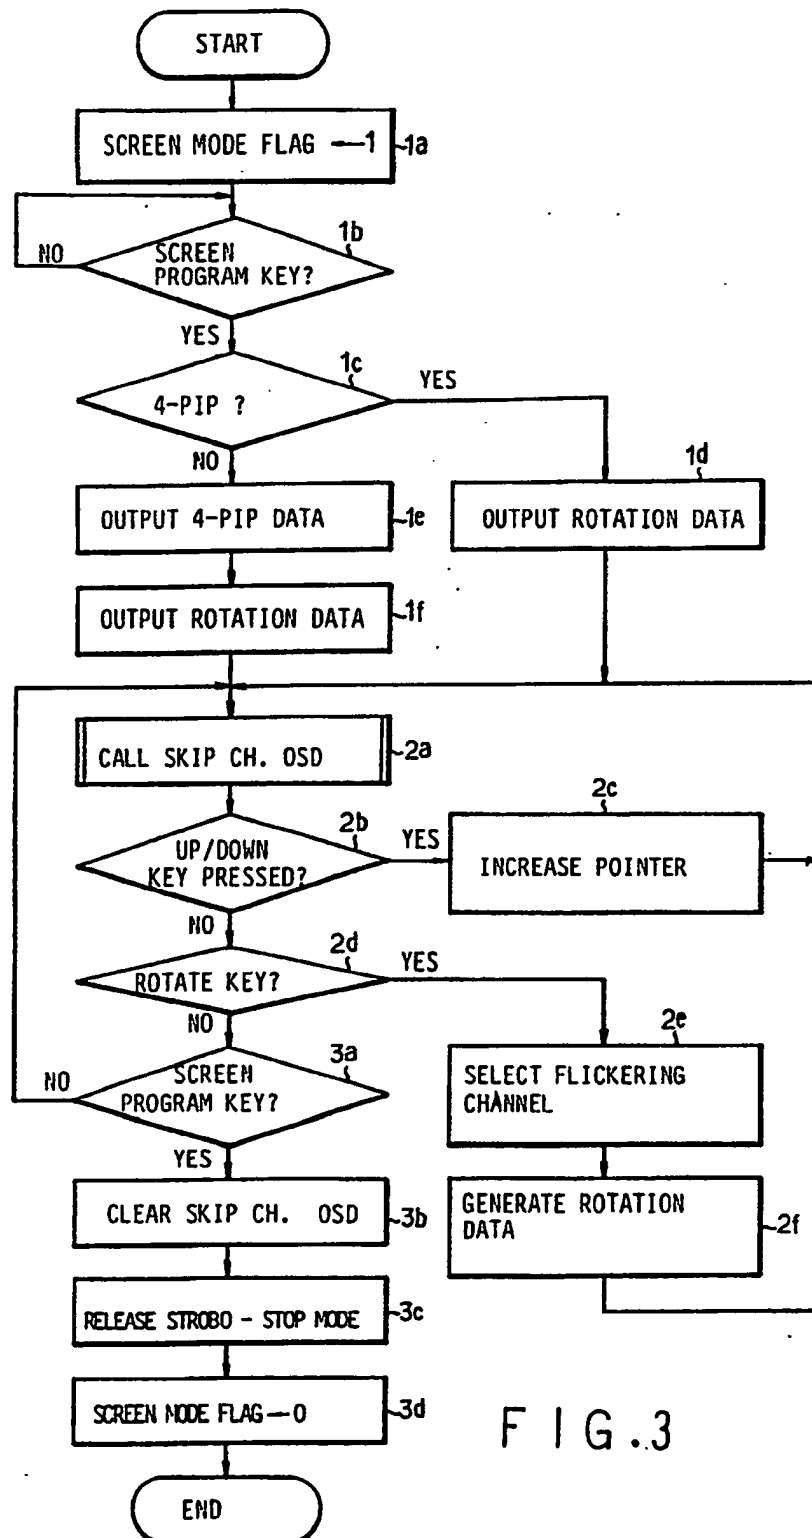 START
SCREEN MODE FLAG ←1
1a
1b
NO
SCREEN
PROGRAM KEY?
YES
1c
YES
4-PIP ?
NO
1d
OUTPUT 4-PIP DATA
1e
OUTPUT ROTATION DATA
OUTPUT ROTATION DATA
1f
CALL SKIP CH. OSD
2a
2c
2b
YES
UP/DOWN
KEY PRESSED?
INCREASE POINTER
NO
2d
YES
ROTATE KEY?
NO
2e
3a
NO
SCREEN
PROGRAM KEY?
SELECT FLICKERING
CHANNEL
YES
CLEAR SKIP CH. OSD
3b
GENERATE ROTATION
DATA
2f
RELEASE STROBO - STOP MODE
3c
SCREEN MODE FLAG←0
3d
FIG.3
END